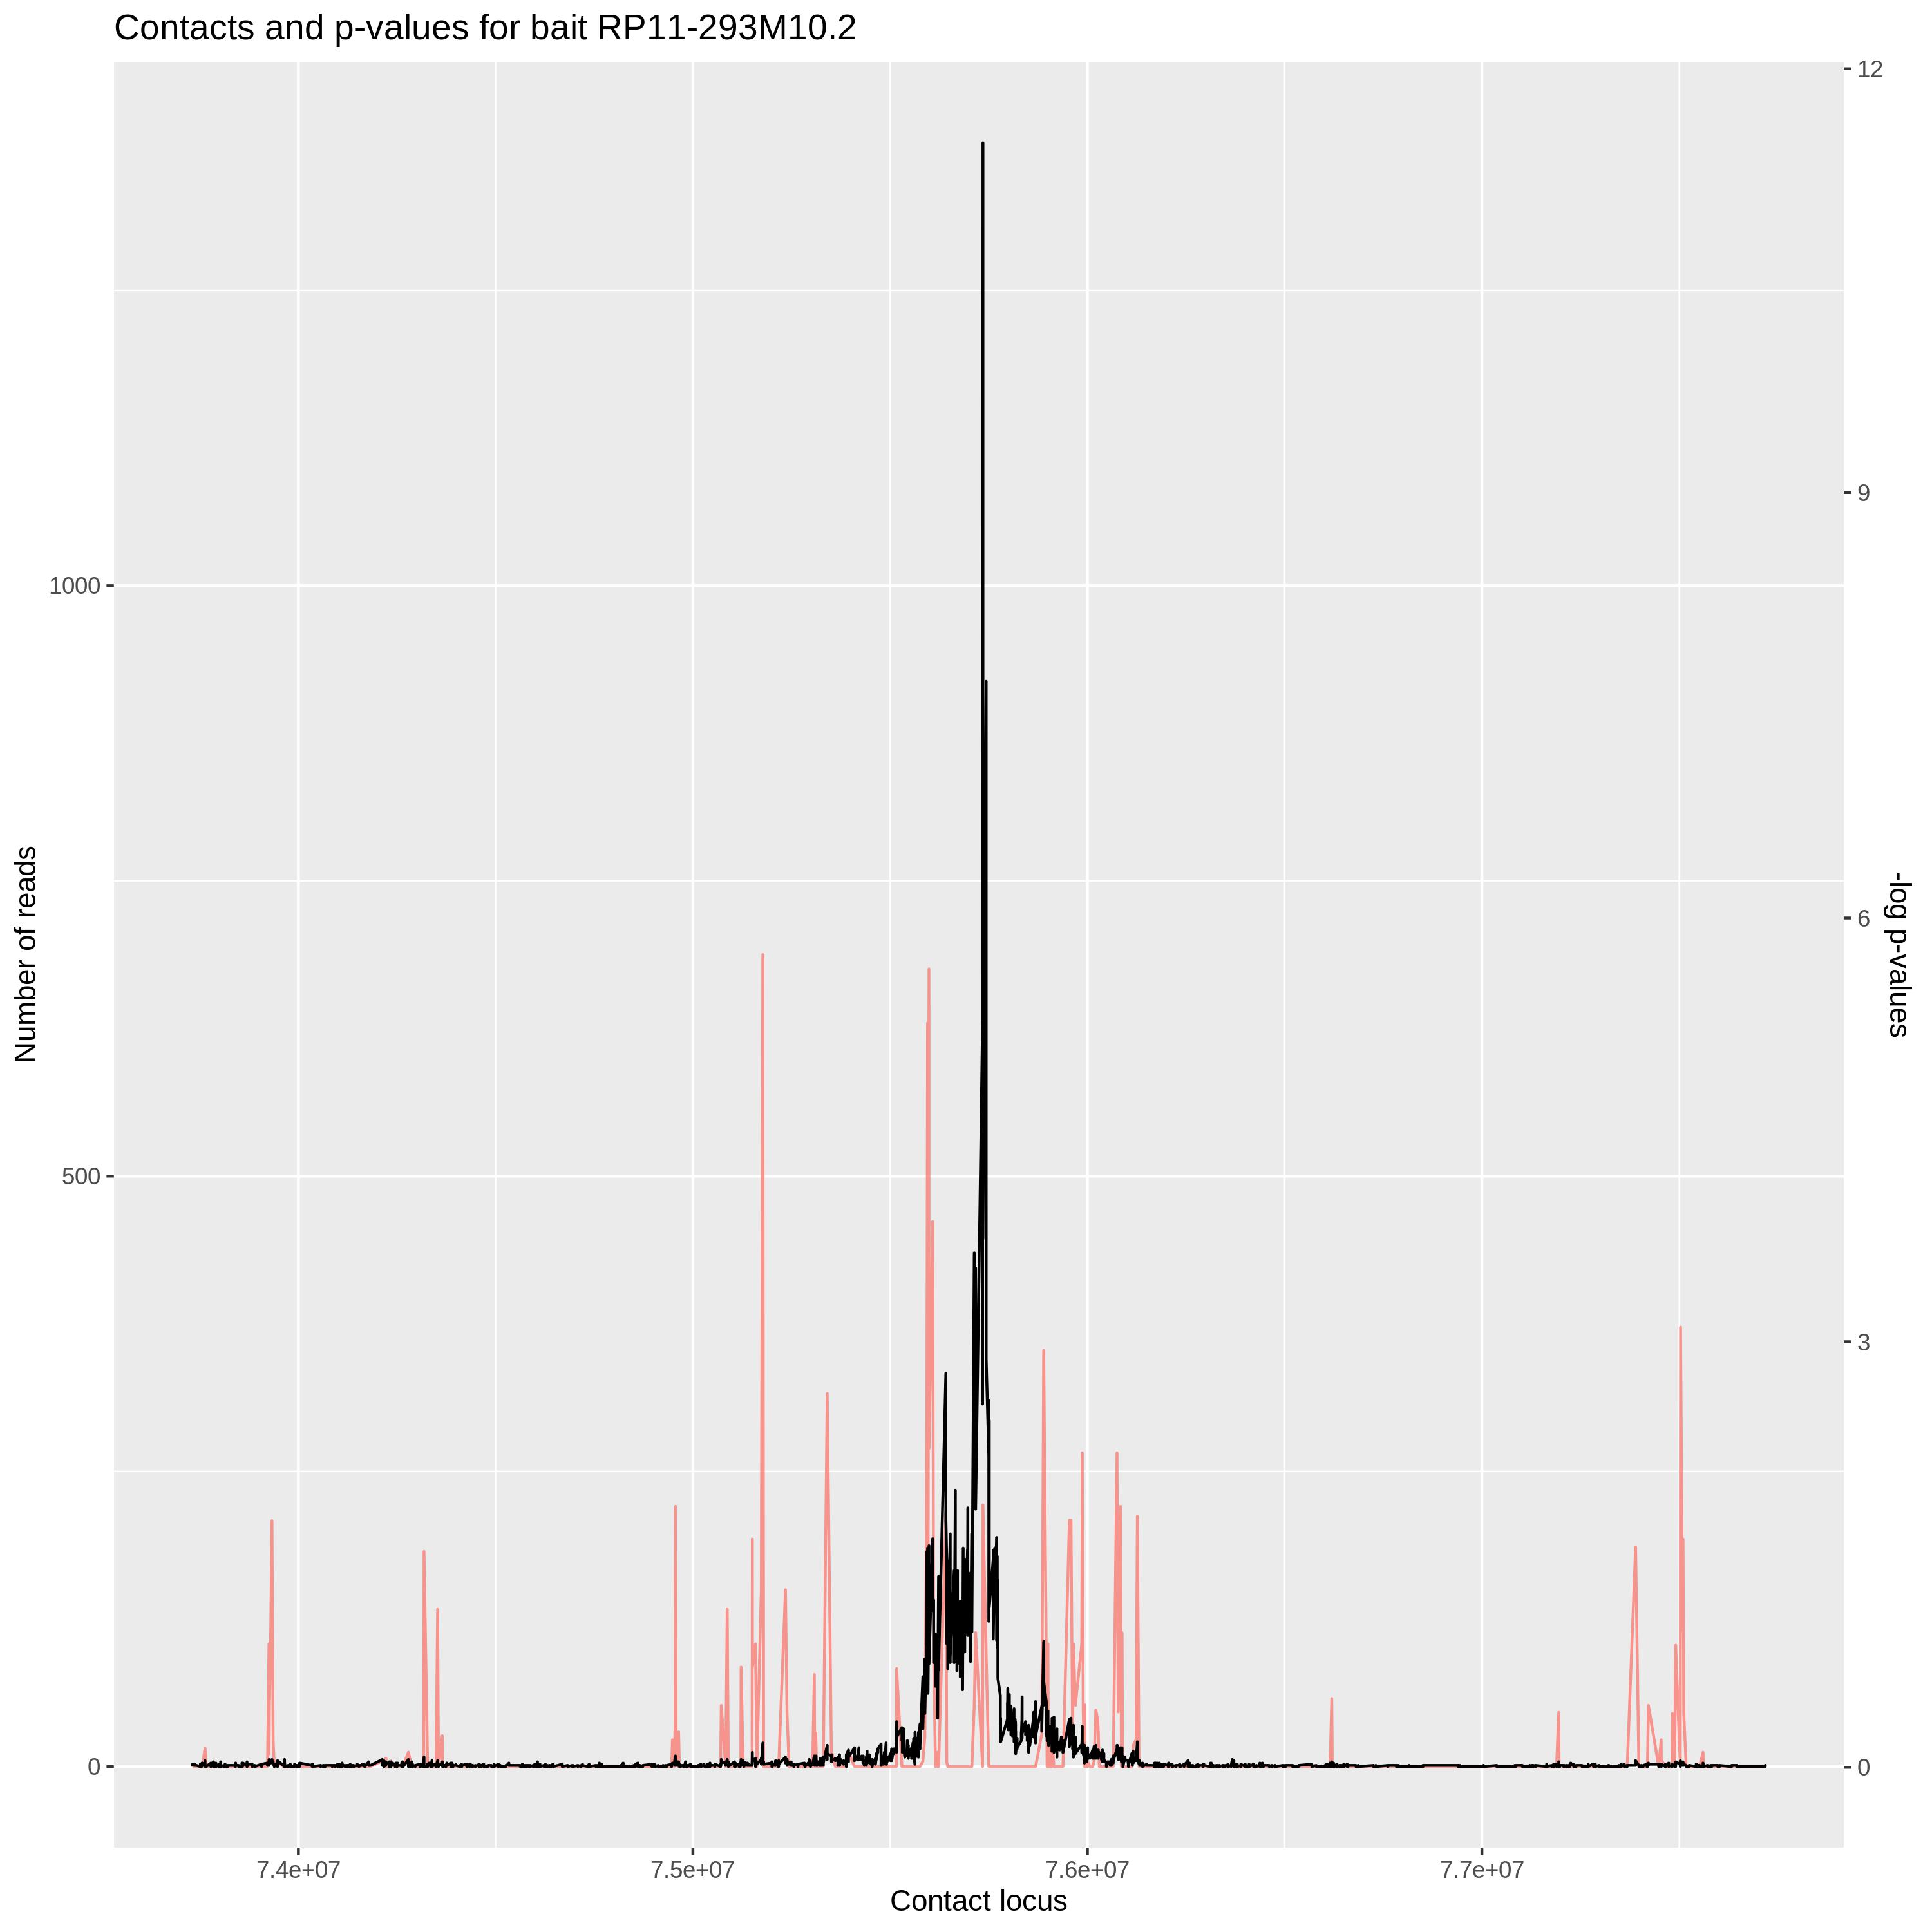 Contacts and p-values for bait RP11-293M10.2
12
9
1000
Number of reads
6
-log p-values
500
3
0
0
7.4e+07 7.5e+07 7.6e+07 7.7e+07
Contact locus